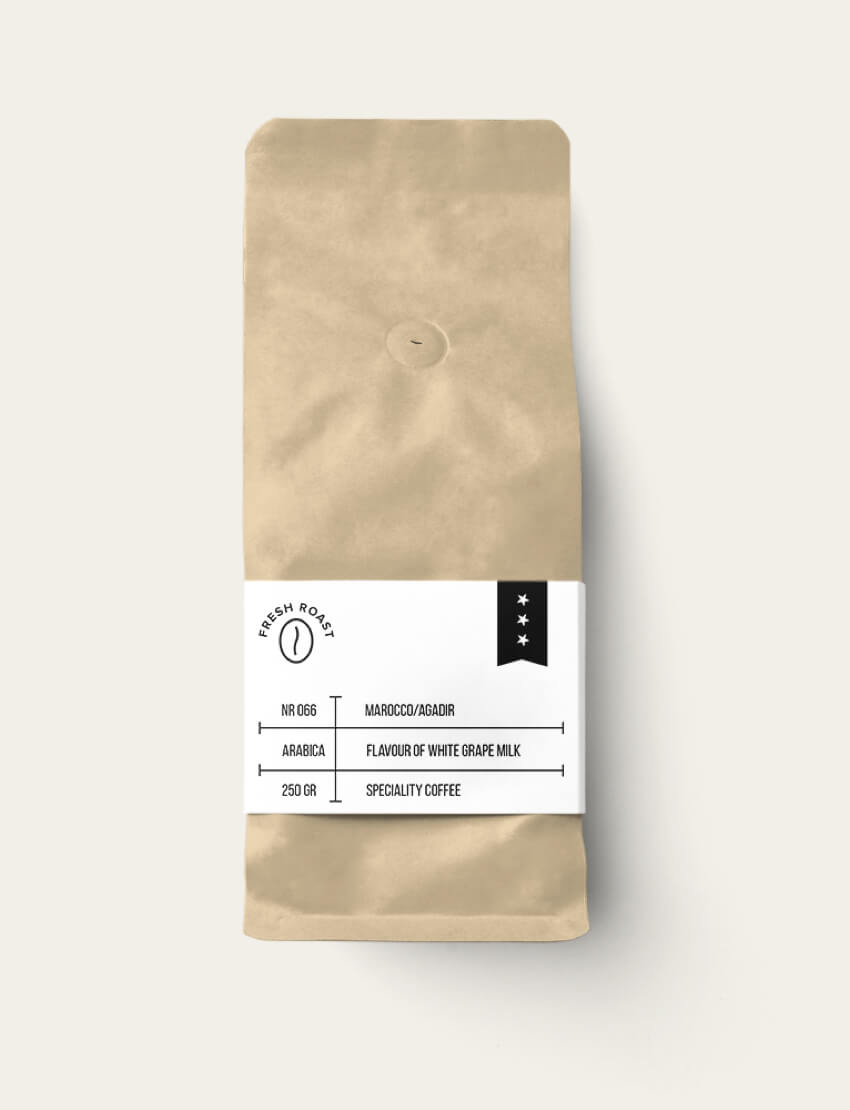 FRESH ROAST
NR 066 MAROCCO/AGADIR
ARABICA FLAVOUR OF WHITE GRAPE MILK
250 GR SPECIALITY COFFEE